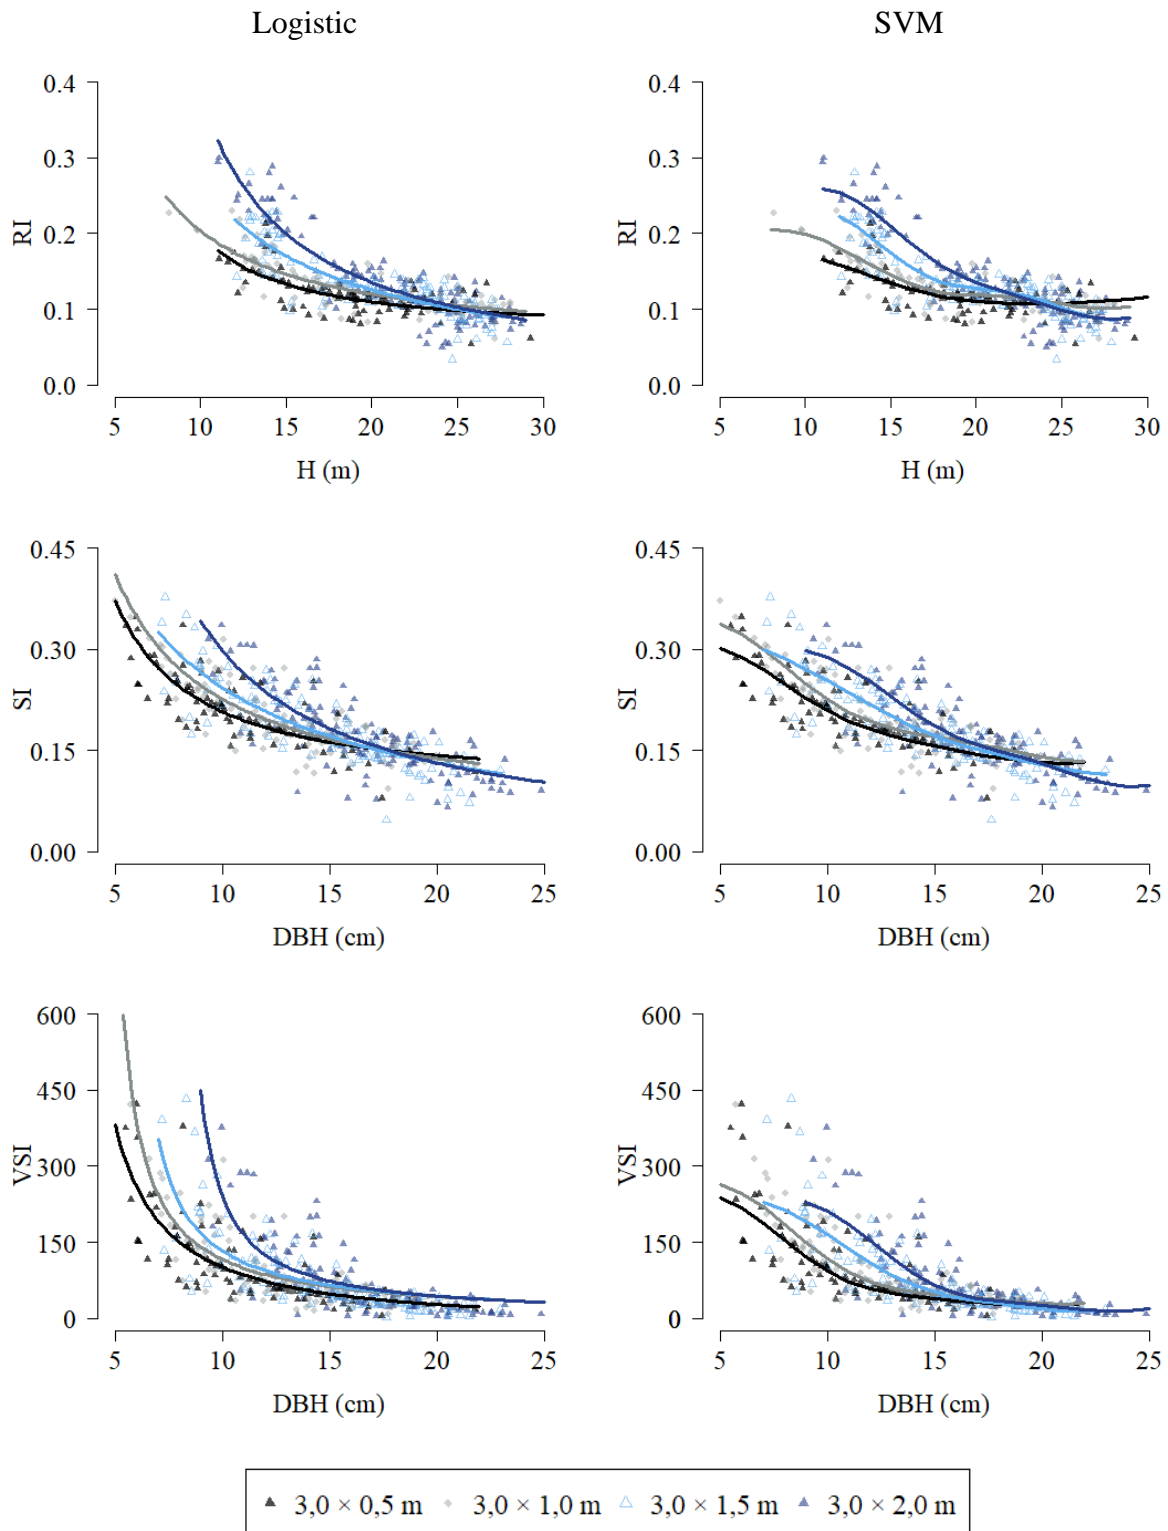 Logistic SVM
0.4 0.4
0.3 0.3
RI RI
0.2 0.2
0.1 0.1
0.0 0.0
5 10 15 20 25 30 5 10 15 20 25 30
H (m) H (m)
0.45 0.45
0.30 0.30
SI SI
0.15 0.15
0.00 0.00
5 10 15 20 25 5 10 15 20 25
DBH (cm) DBH (cm)
600 600
450 450
300 300
VSI VSI
150 150
0 0
5 10 15 20 25 5 10 15 20 25
DBH (cm) DBH (cm)
3,0 × 0,5 m 3,0 × 1,0 m 3,0 × 1,5 m 3,0 × 2,0 m